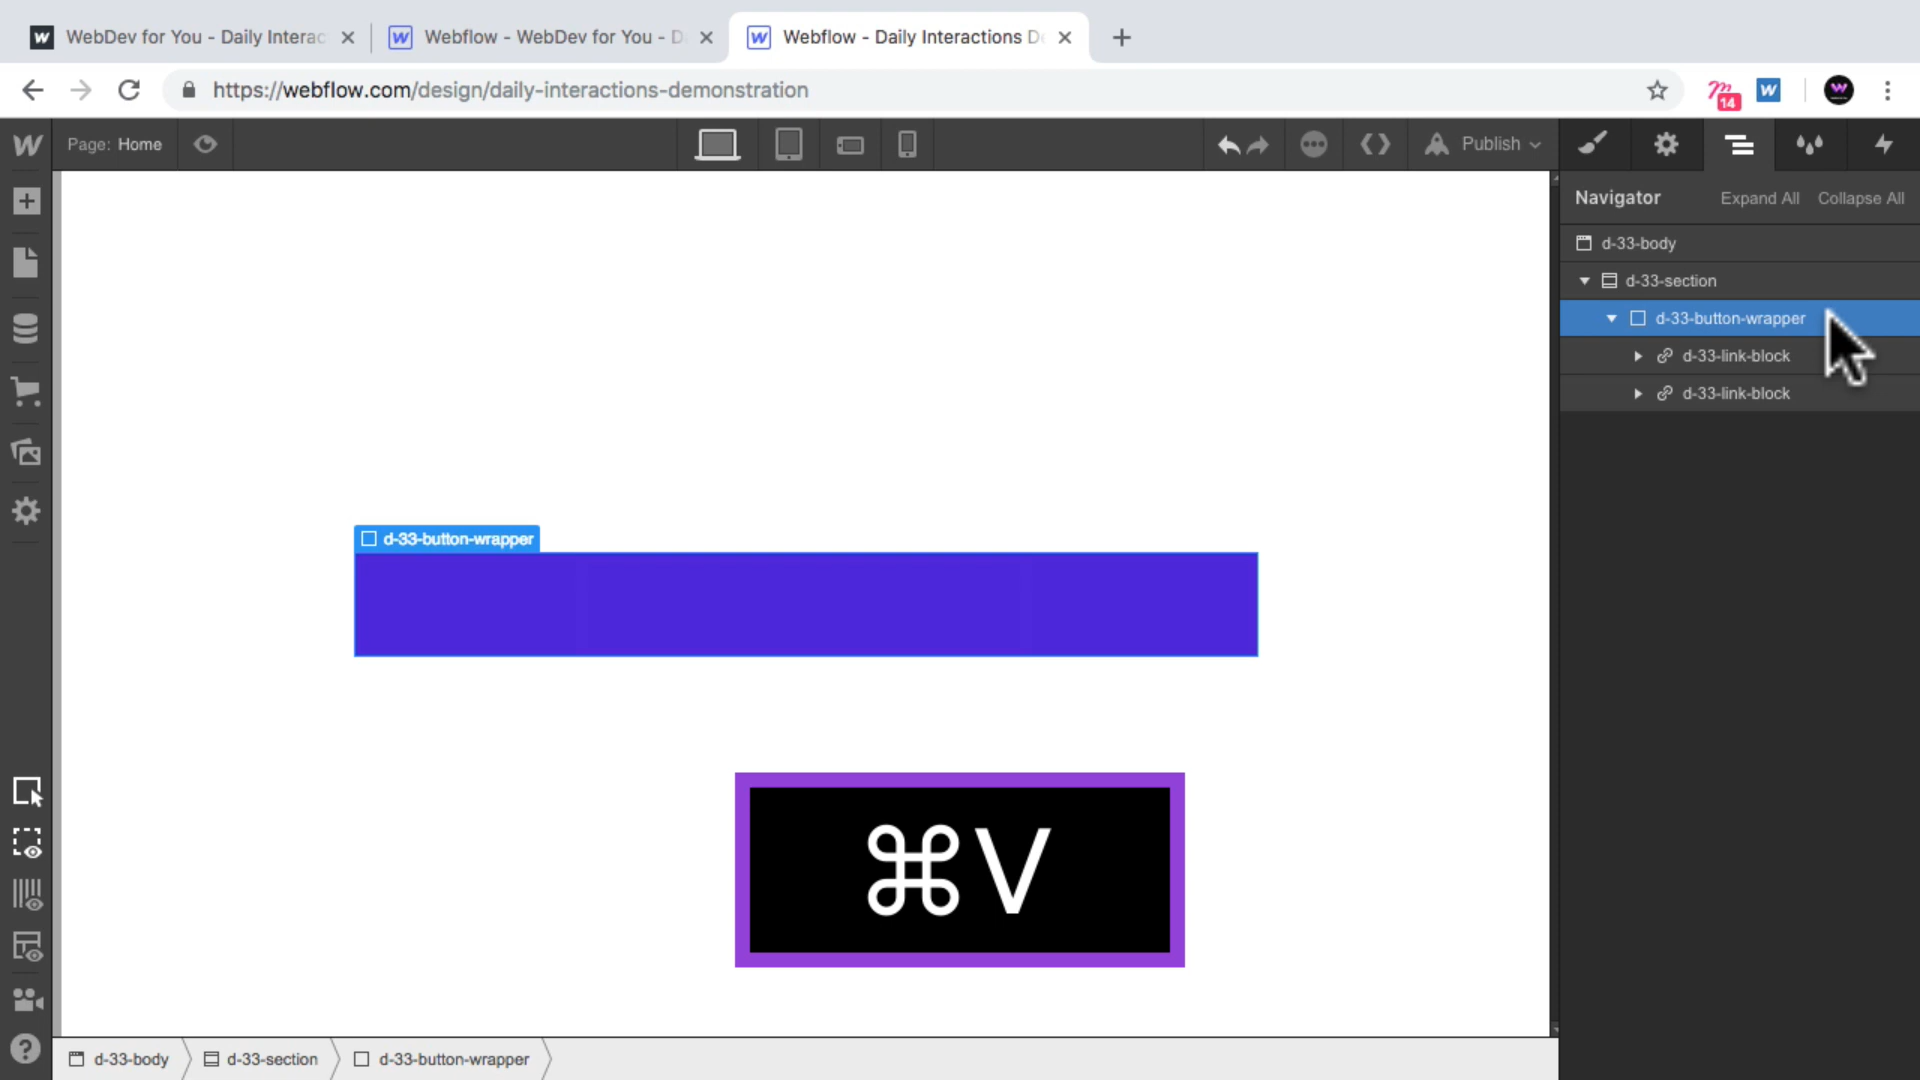 WebDev for You - Daily Interac
Webflow - WebDev for You - D
Webflow - Daily Interactions De
https://webflow.com/design/daily-interactions-demonstration
14
Page: Home
Publish
Navigator
Expand All
Collapse All
d-33-body
d-33-section
d-33-button-wrapper
d-33-link-block
d-33-link-block
d-33-button-wrapper
⌘V
d-33-body
d-33-section
d-33-button-wrapper